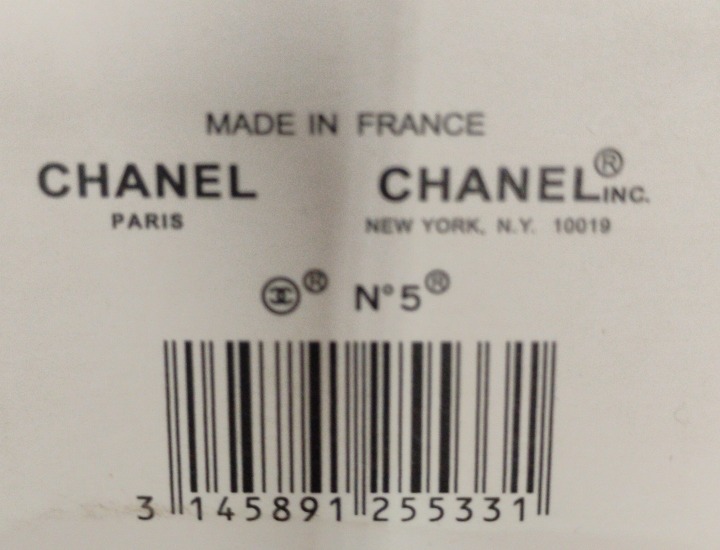 MADE IN FRANCE
CHANEL CHANEL® INC.
PARIS NEW YORK, N.Y. 10019
® N°5®
3 145891 255331